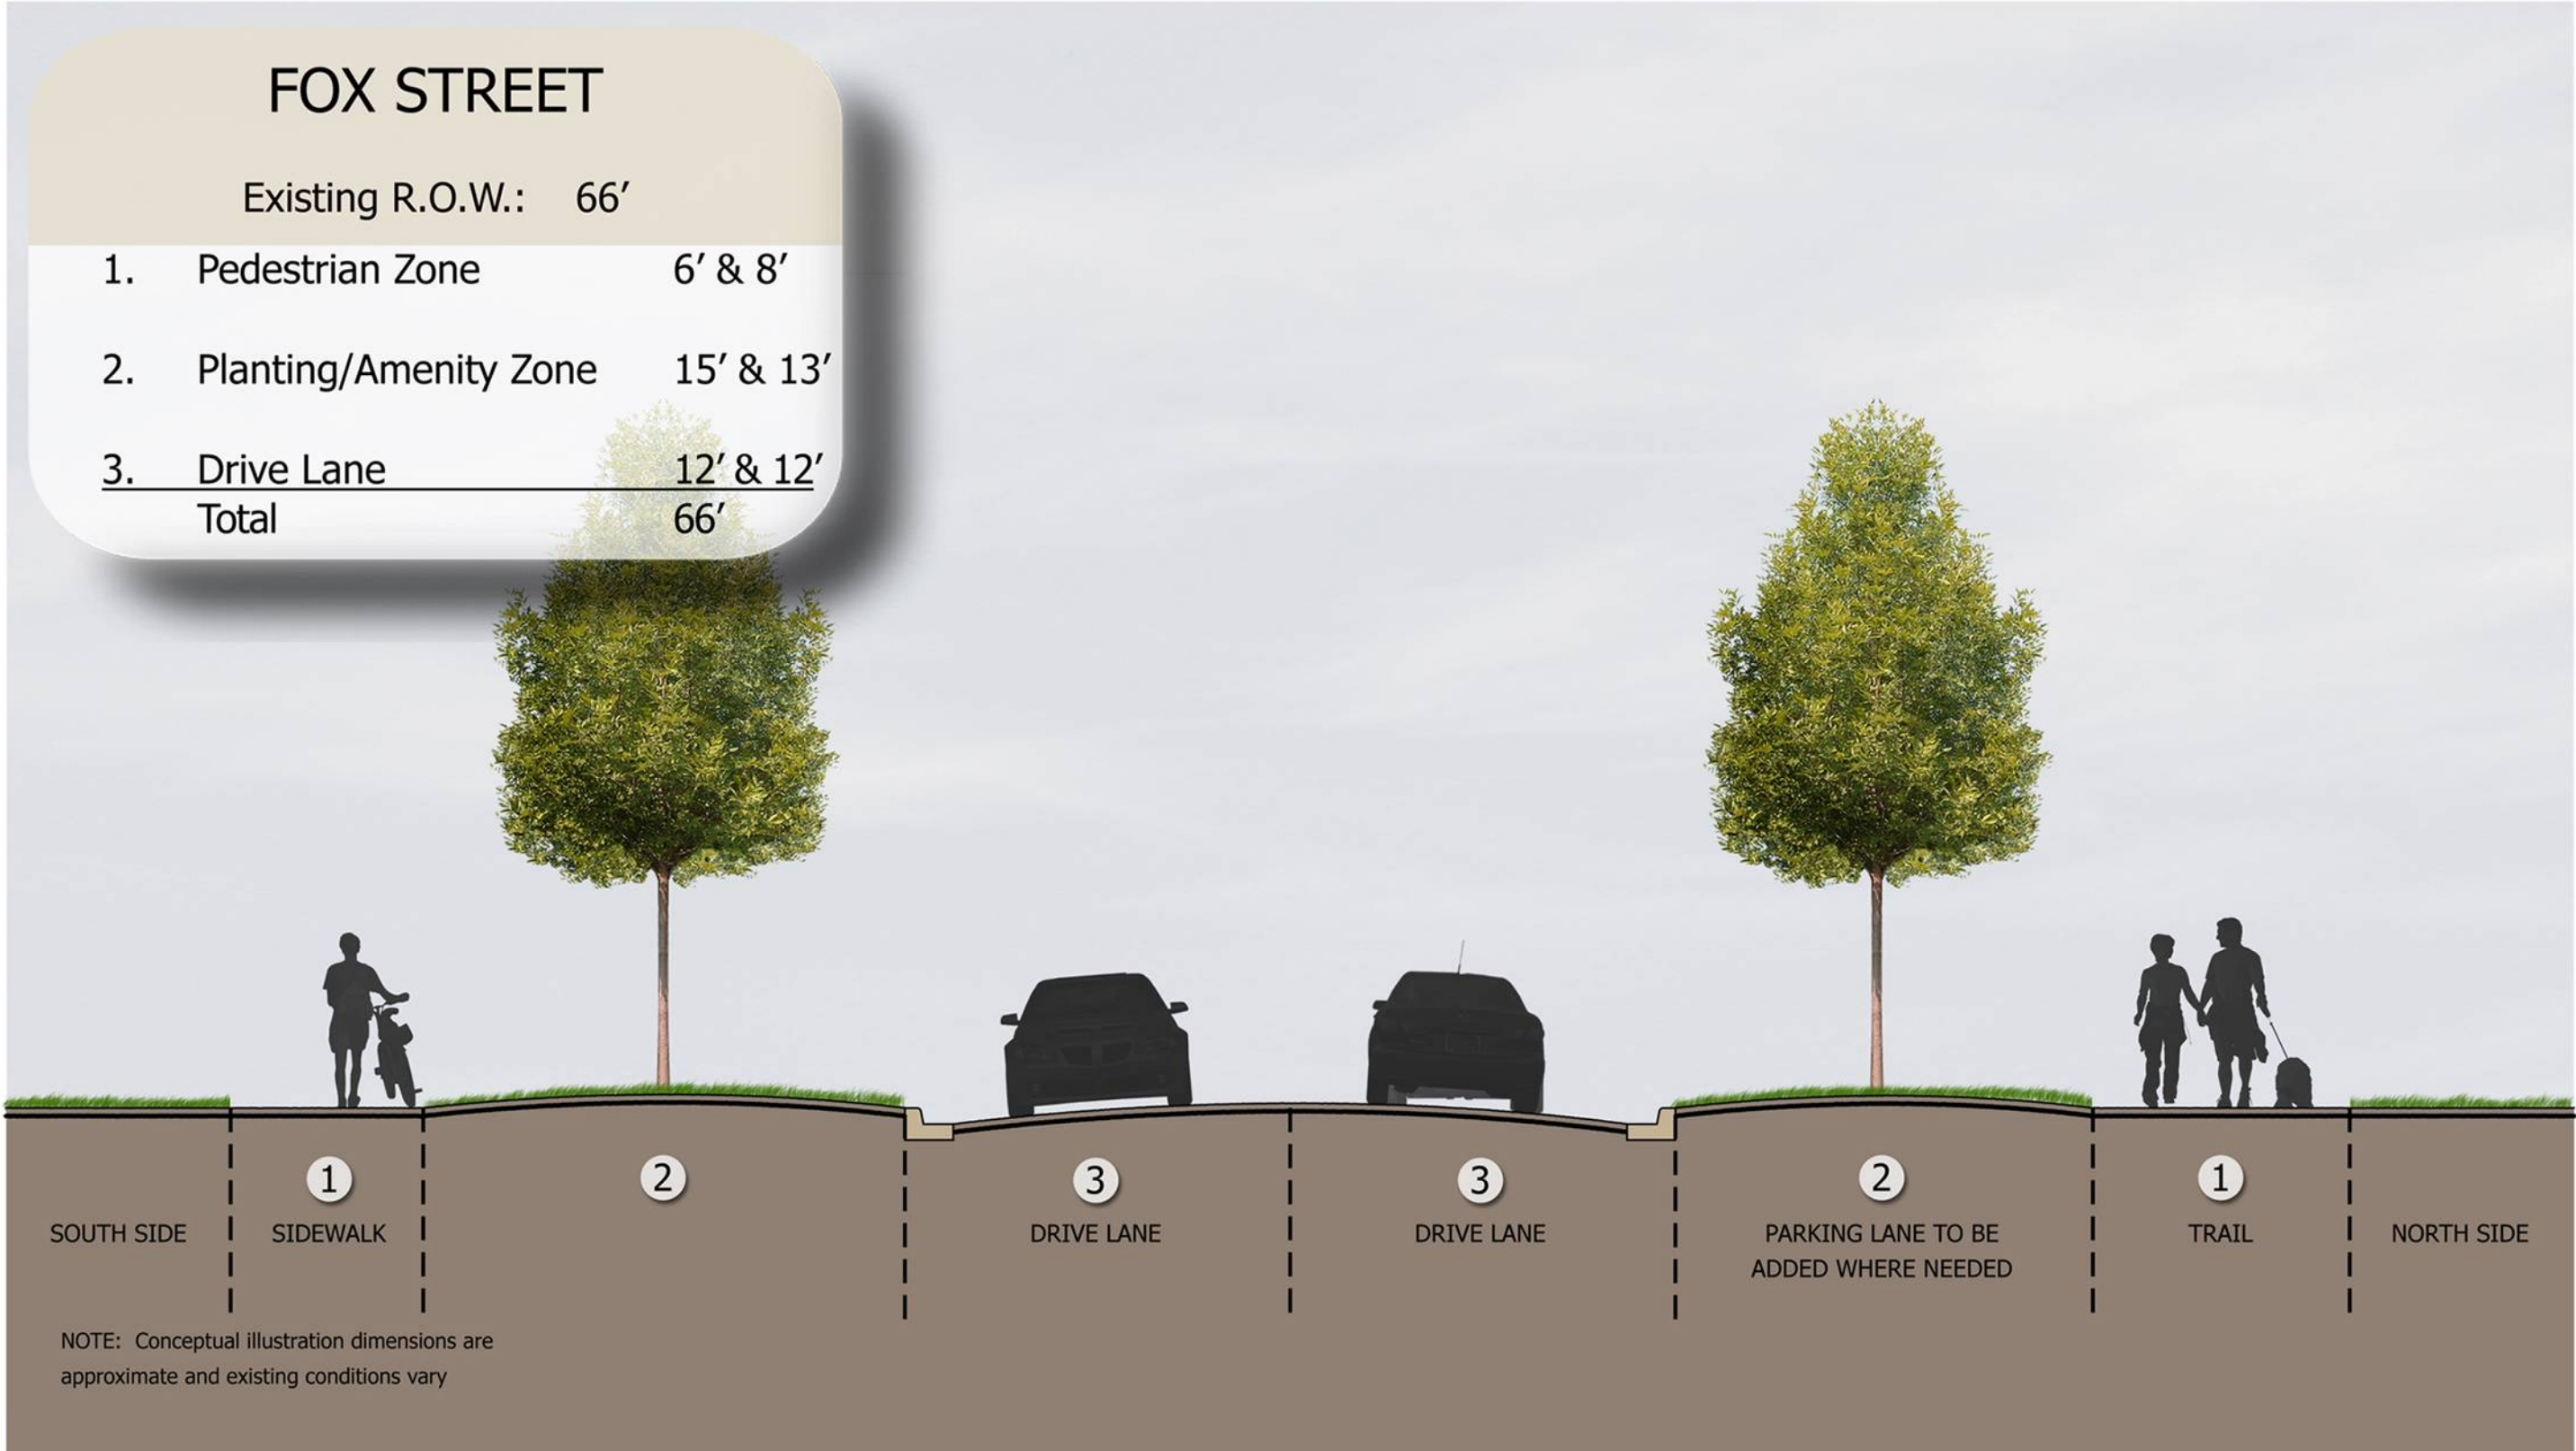 FOX STREET
Existing R.O.W.: 66′
1. Pedestrian Zone 6′ & 8′
2. Planting/Amenity Zone 15′ & 13′
3. Drive Lane 12′ & 12′
Total 66′
1 2 3 3 2 1
SOUTH SIDE SIDEWALK DRIVE LANE DRIVE LANE PARKING LANE TO BE TRAIL NORTH SIDE
ADDED WHERE NEEDED
NOTE: Conceptual illustration dimensions are
approximate and existing conditions vary